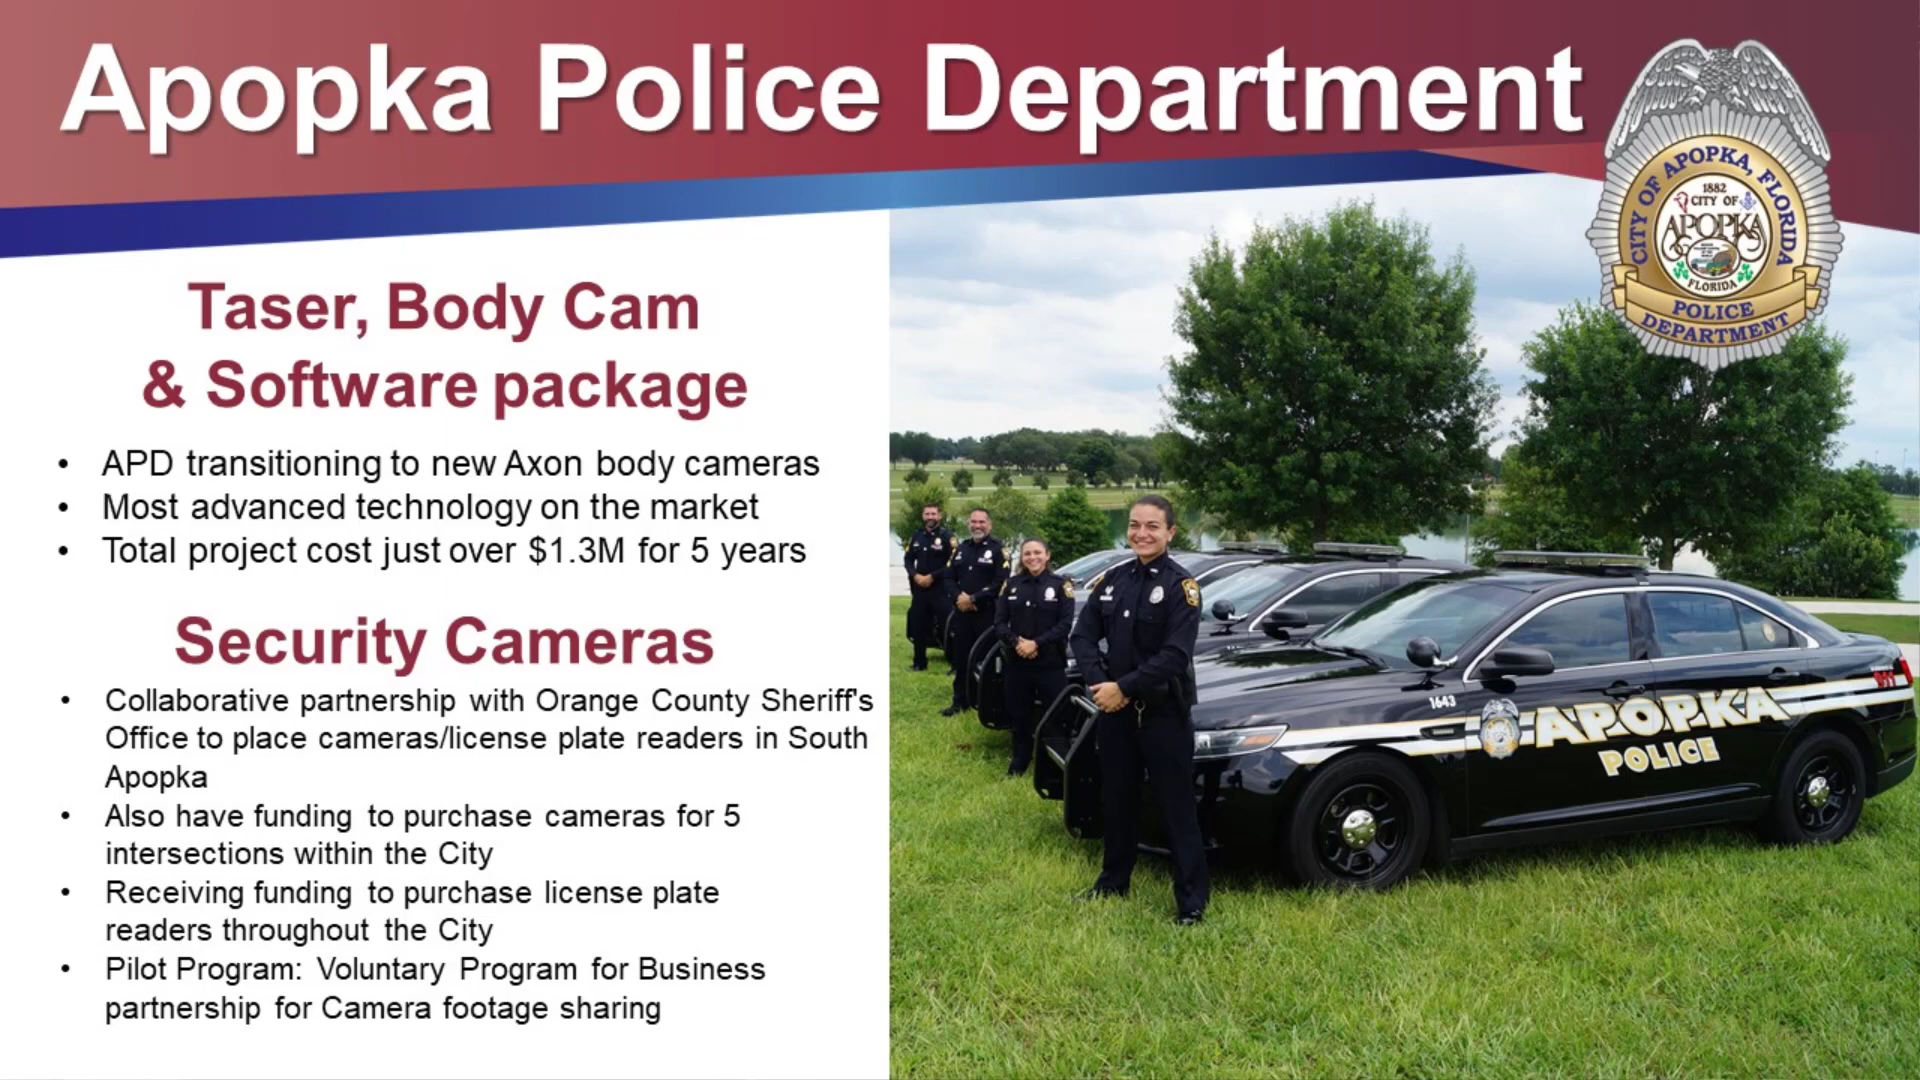 Apopka Police Department
CITY OF APOPKA, FLORIDA
1882
CITY OF
APOPKA
FLORIDA
POLICE
DEPARTMENT
Taser, Body Cam
& Software package
• APD transitioning to new Axon body cameras
• Most advanced technology on the market
• Total project cost just over $1.3M for 5 years
Security Cameras
• Collaborative partnership with Orange County Sheriff's
Office to place cameras/license plate readers in South
Apopka
• Also have funding to purchase cameras for 5
intersections within the City
• Receiving funding to purchase license plate
readers throughout the City
• Pilot Program: Voluntary Program for Business
partnership for Camera footage sharing
1643
APOPKA
POLICE
911